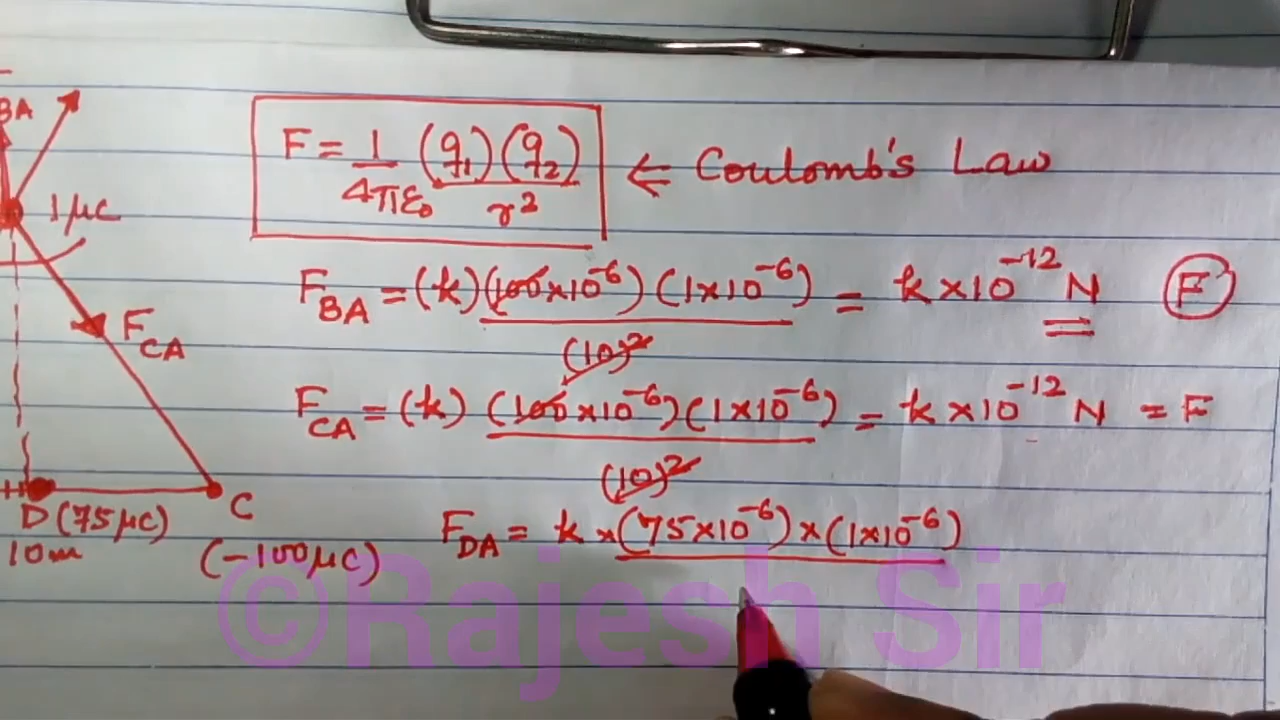 BA
1μC
F_CA
D(75μC)
10m
C
(-100μC)
F = 1/4πε₀ (q₁)(q₂)/r² ⇐ Coulomb's Law
F_BA = (k)(100×10⁻⁶)(1×10⁻⁶)/(10)² = k×10⁻¹² N F
F_CA = (k) (100×10⁻⁶)(1×10⁻⁶)/(10)² = k×10⁻¹² N = F
F_DA = k×(75×10⁻⁶)×(1×10⁻⁶)
©Rajesh Sir